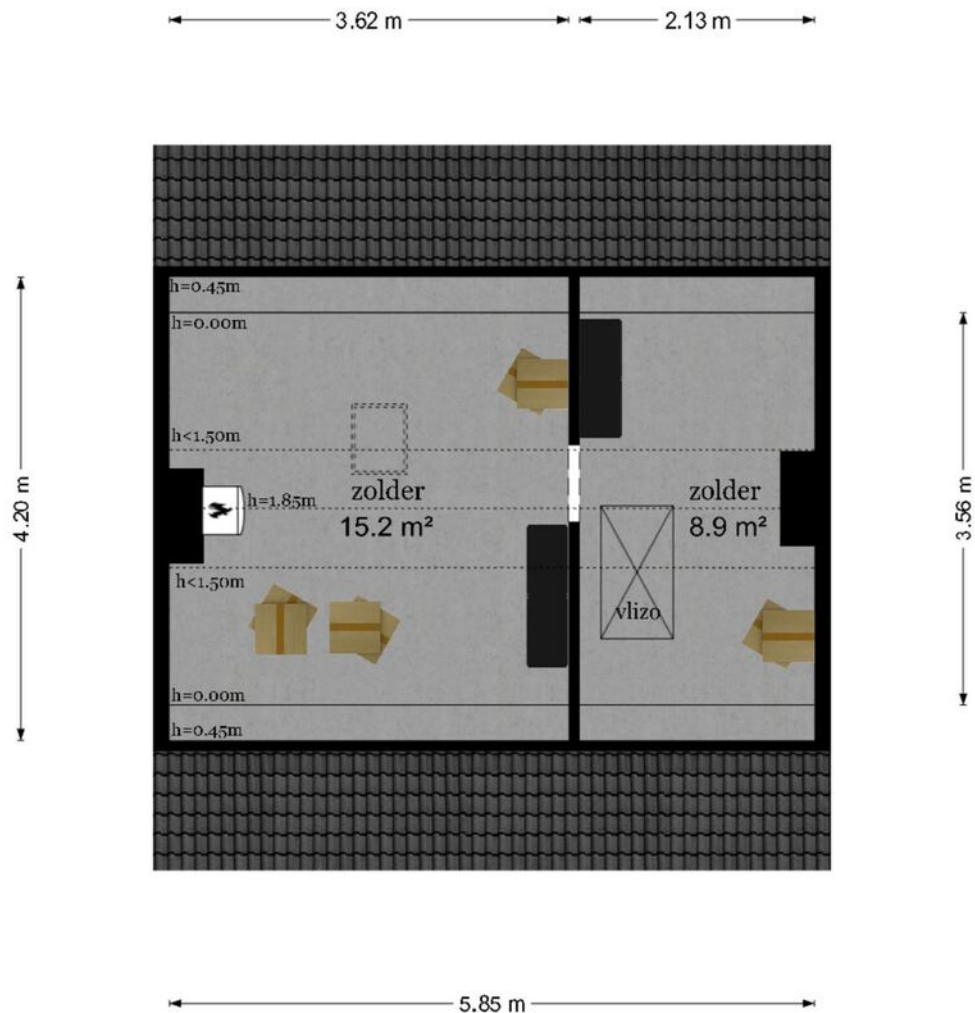 3.62 m
2.13 m
h=0.45m
h=0.00m
h<1.50m
4.20 m
h=1.85m
zolder
15.2 m²
zolder
8.9 m²
3.56 m
h<1.50m
vlizo
h=0.00m
h=0.45m
5.85 m